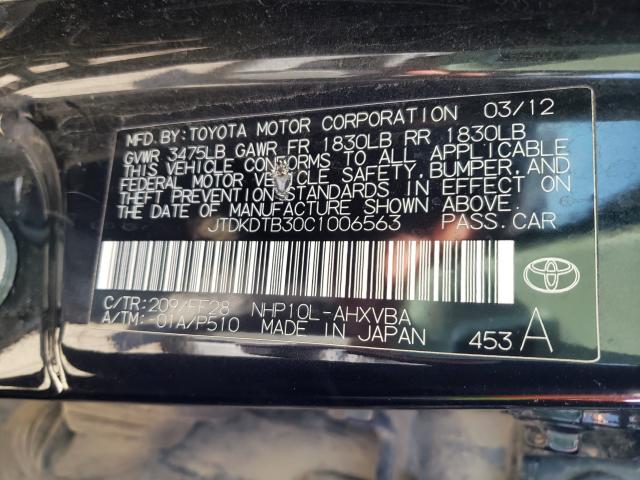 MFD. BY: TOYOTA MOTOR CORPORATION 03/12
GVWR 3475LB GAWR FR 1830LB RR 1830LB
THIS VEHICLE CONFORMS TO ALL APPLICABLE
FEDERAL MOTOR VEHICLE SAFETY, BUMPER, AND
THEFT PREVENTION STANDARDS IN EFFECT ON
THE DATE OF MANUFACTURE SHOWN ABOVE.
JTDKDTB30C1006563 PASS. CAR
C/TR: 209/FF28 NHP10L-AHXVBA
A/TM: -01A/P510 MADE IN JAPAN 453 A